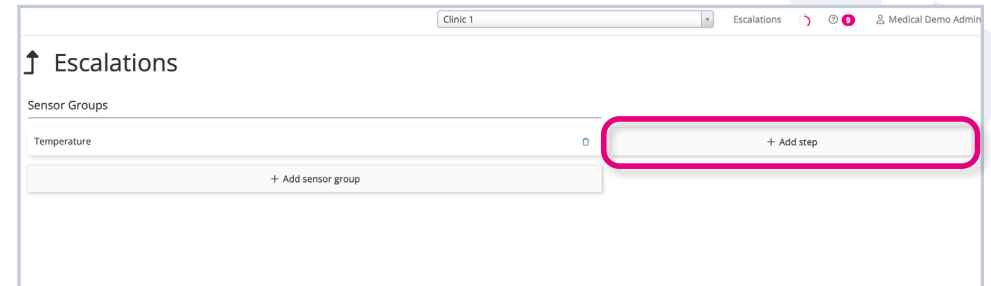 Clinic 1 Escalations 9 Medical Demo Admin
Escalations
Sensor Groups
Temperature + Add step
+ Add sensor group